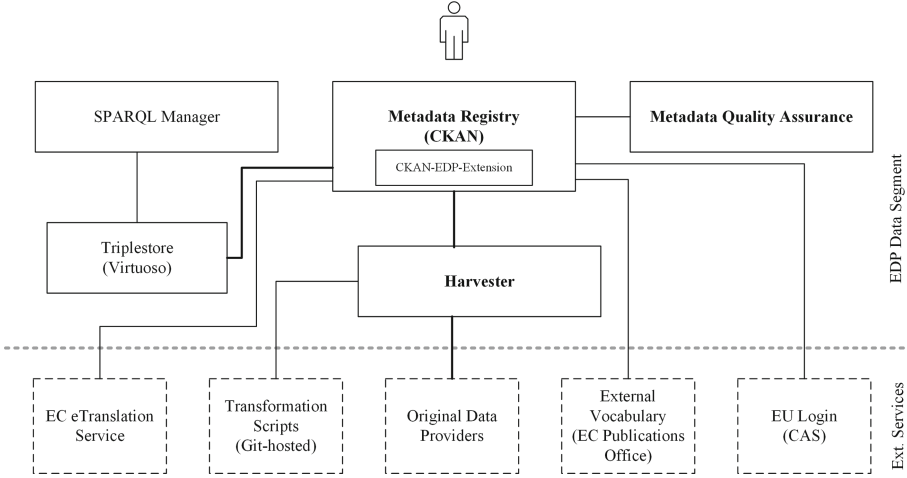 SPARQL Manager
Metadata Registry
(CKAN)
CKAN-EDP-Extension
Metadata Quality Assurance
Triplestore
(Virtuoso)
Harvester
EDP Data Segment
EC eTranslation
Service
Transformation
Scripts
(Git-hosted)
Original Data
Providers
External
Vocabulary
(EC Publications
Office)
EU Login
(CAS)
Ext. Services